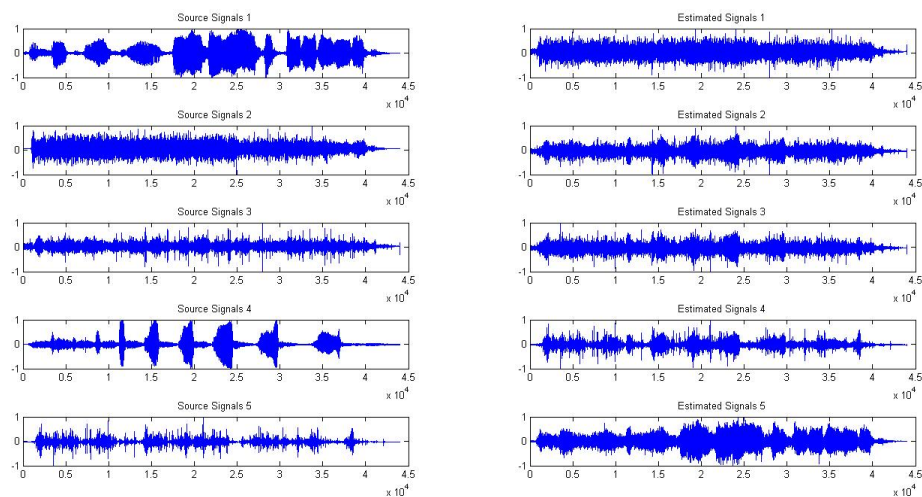 Source Signals 1
1
0
-1
0 0.5 1 1.5 2 2.5 3 3.5 4 4.5
x 10^4
Source Signals 2
1
0
-1
0 0.5 1 1.5 2 2.5 3 3.5 4 4.5
x 10^4
Source Signals 3
1
0
-1
0 0.5 1 1.5 2 2.5 3 3.5 4 4.5
x 10^4
Source Signals 4
1
0
-1
0 0.5 1 1.5 2 2.5 3 3.5 4 4.5
x 10^4
Source Signals 5
1
0
-1
0 0.5 1 1.5 2 2.5 3 3.5 4 4.5
x 10^4
Estimated Signals 1
1
0
-1
0 0.5 1 1.5 2 2.5 3 3.5 4 4.5
x 10^4
Estimated Signals 2
1
0
-1
0 0.5 1 1.5 2 2.5 3 3.5 4 4.5
x 10^4
Estimated Signals 3
1
0
-1
0 0.5 1 1.5 2 2.5 3 3.5 4 4.5
x 10^4
Estimated Signals 4
1
0
-1
0 0.5 1 1.5 2 2.5 3 3.5 4 4.5
x 10^4
Estimated Signals 5
1
0
-1
0 0.5 1 1.5 2 2.5 3 3.5 4 4.5
x 10^4